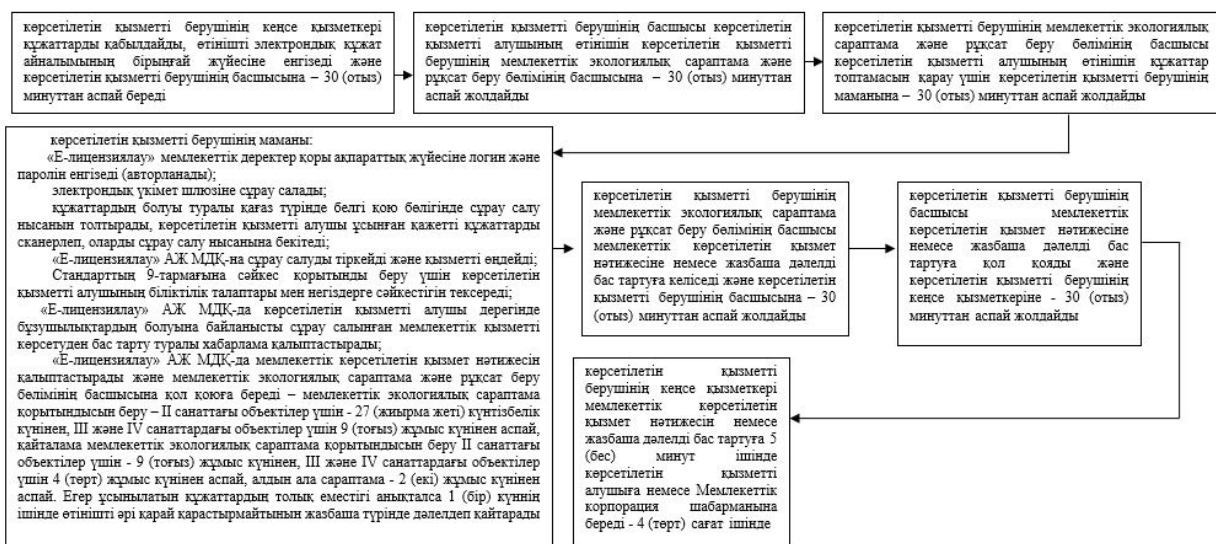 көрсетілетін қызметті берушінің кеңсе қызметкері
құжаттарды қабылдайды, өтінішті электрондық құжат
айналымының бірыңғай жүйесіне енгізеді және
көрсетілетін қызметті берушінің басшысына – 30 (отыз)
минуттан аспай береді
көрсетілетін қызметті берушінің басшысы көрсетілетін
қызметті алушының өтінішін көрсетілетін қызметті
берушінің мемлекеттік экологиялық сараптама және
рұқсат беру бөлімінің басшысына – 30 (отыз) минуттан
аспай жолдайды
көрсетілетін қызметті берушінің мемлекеттік экологиялық
сараптама және рұқсат беру бөлімінің басшысы
көрсетілетін қызметті алушының өтінішін құжаттар
топтамасын қарау үшін көрсетілетін қызметті берушінің
маманына – 30 (отыз) минуттан аспай жолдайды
көрсетілетін қызметті берушінің маманы:
«Е-лицензиялау» мемлекеттік деректер қоры ақпараттық жүйесіне логин және
паролін енгізеді (авторланады);
электрондық үкімет шлюзіне сұрау салады;
құжаттардың болуы туралы қағаз түрінде белгі қою бөлігінде сұрау салу
нысанын толтырады, көрсетілетін қызметті алушы ұсынған қажетті құжаттарды
сканерлеп, оларды сұрау салу нысанына бекітеді;
«Е-лицензиялау» АЖ МДҚ-на сұрау салуды тіркейді және қызметті өңдейді;
Стандарттың 9-тармағына сәйкес қорытынды беру үшін көрсетілетін
қызметті алушының біліктілік талаптары мен негіздерге сәйкестігін тексереді;
«Е-лицензиялау» АЖ МДҚ-да көрсетілетін қызметті алушы дерегінде
бұзушылықтардың болуына байланысты сұрау салынған мемлекеттік қызметті
көрсетуден бас тарту туралы хабарлама қалыптастырады;
«Е-лицензиялау» АЖ МДҚ-да мемлекеттік көрсетілетін қызмет нәтижесін
қалыптастырады және мемлекеттік экологиялық сараптама және рұқсат беру
бөлімінің басшысына қол қоюға береді – мемлекеттік экологиялық сараптама
қорытындысын беру – II санаттағы объектілер үшін - 27 (жиырма жеті) күнтізбелік
күнінен, III және IV санаттардағы объектілер үшін 9 (тоғыз) жұмыс күнінен аспай,
қайталама мемлекеттік экологиялық сараптама қорытындысын беру II санаттағы
объектілер үшін - 9 (тоғыз) жұмыс күнінен, III және IV санаттардағы объектілер
үшін 4 (төрт) жұмыс күнінен аспай, алдын ала сараптама - 2 (екі) жұмыс күнінен
аспай. Егер ұсынылатын құжаттардың толық еместігі анықталса 1 (бір) күннің
ішінде өтінішті әрі қарай қарастырмайтынын жазбаша түрінде дәлелдеп қайтарады
көрсетілетін қызметті берушінің
мемлекеттік экологиялық сараптама
және рұқсат беру бөлімінің басшысы
мемлекеттік көрсетілетін қызмет
нәтижесіне немесе жазбаша дәлелді
бас тартуға келіседі және көрсетілетін
қызметті берушінің басшысына – 30
(отыз) минуттан аспай жолдайды
көрсетілетін қызметті берушінің
басшысы мемлекеттік
көрсетілетін қызмет нәтижесіне
немесе жазбаша дәлелді бас
тартуға қол қояды және
көрсетілетін қызметті берушінің
кеңсе қызметкеріне - 30 (отыз)
минуттан аспай жолдайды
көрсетілетін қызметті
берушінің кеңсе қызметкері
мемлекеттік көрсетілетін
қызмет нәтижесін немесе
жазбаша дәлелді бас тартуға 5
(бес) минут ішінде
көрсетілетін қызметті
алушыға немесе Мемлекеттік
корпорация шабарманына
береді - 4 (төрт) сағат ішінде